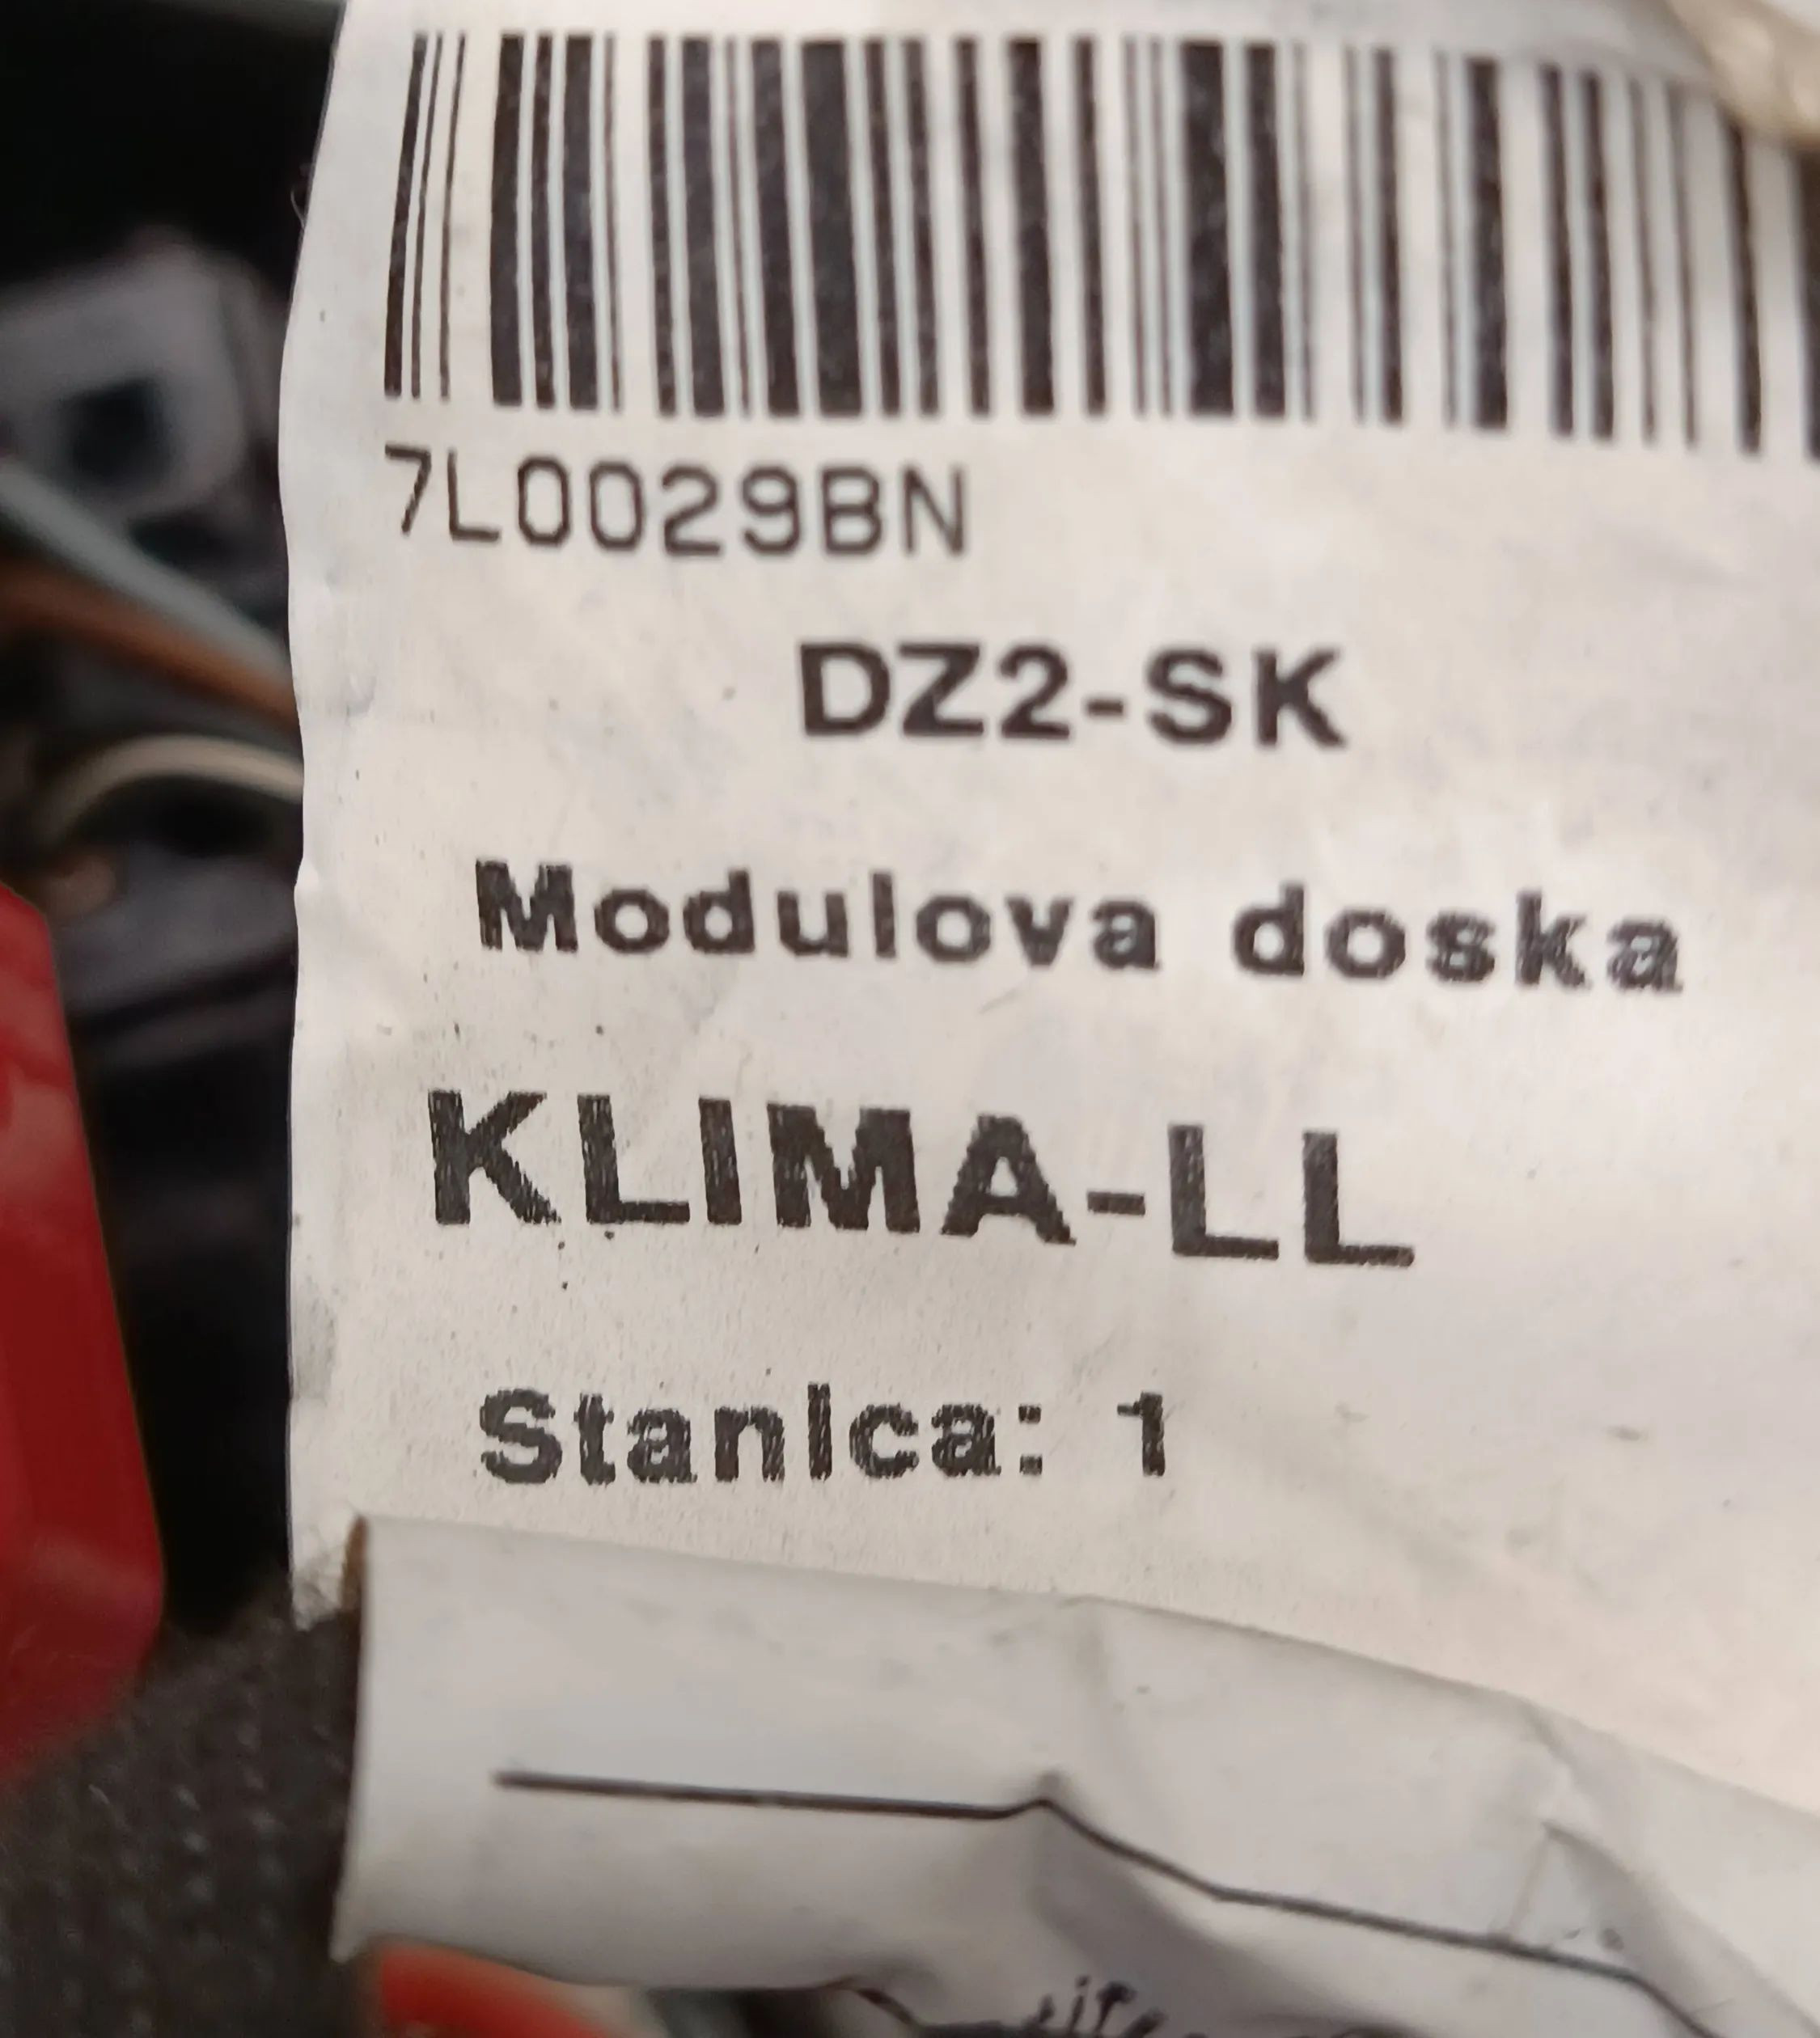 7L0029BN
DZ2-SK
Modulova doska
KLIMA-LL
Stanica: 1